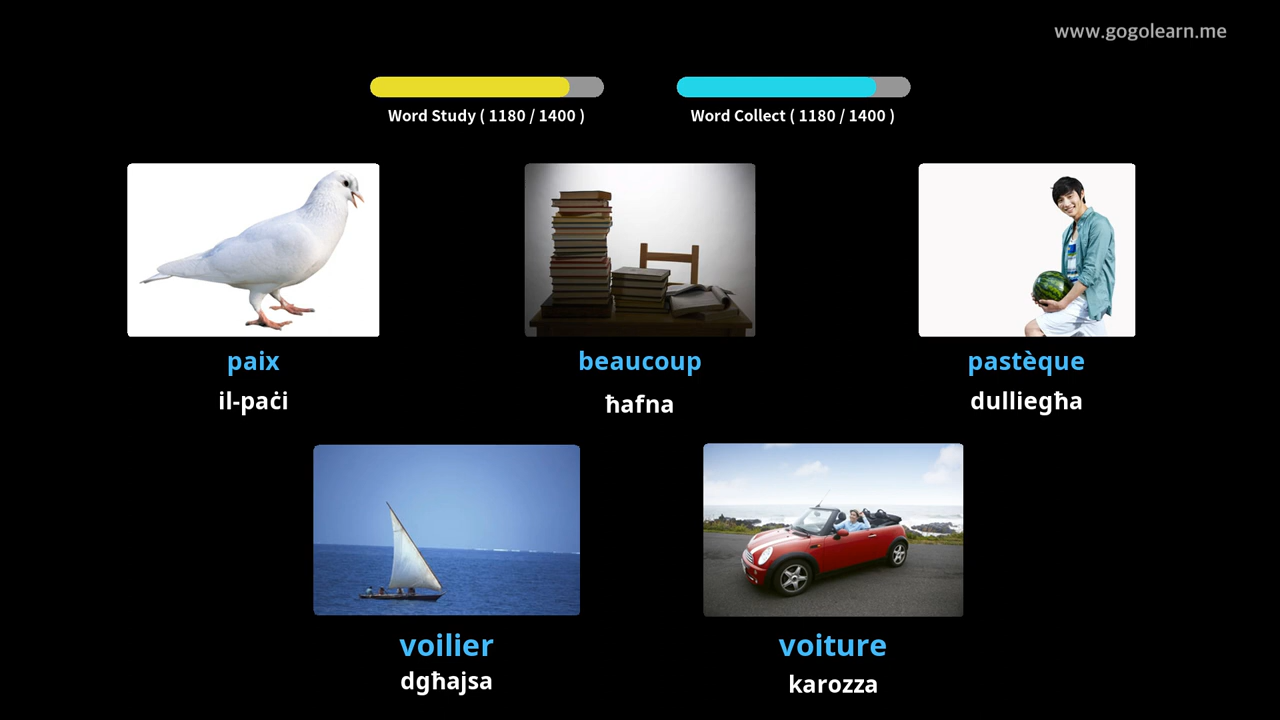 www.gogolearn.me
Word Study ( 1180 / 1400 )
Word Collect ( 1180 / 1400 )
paix
il-paċi
beaucoup
ħafna
pastèque
dulliegħa
voilier
dgħajsa
voiture
karozza